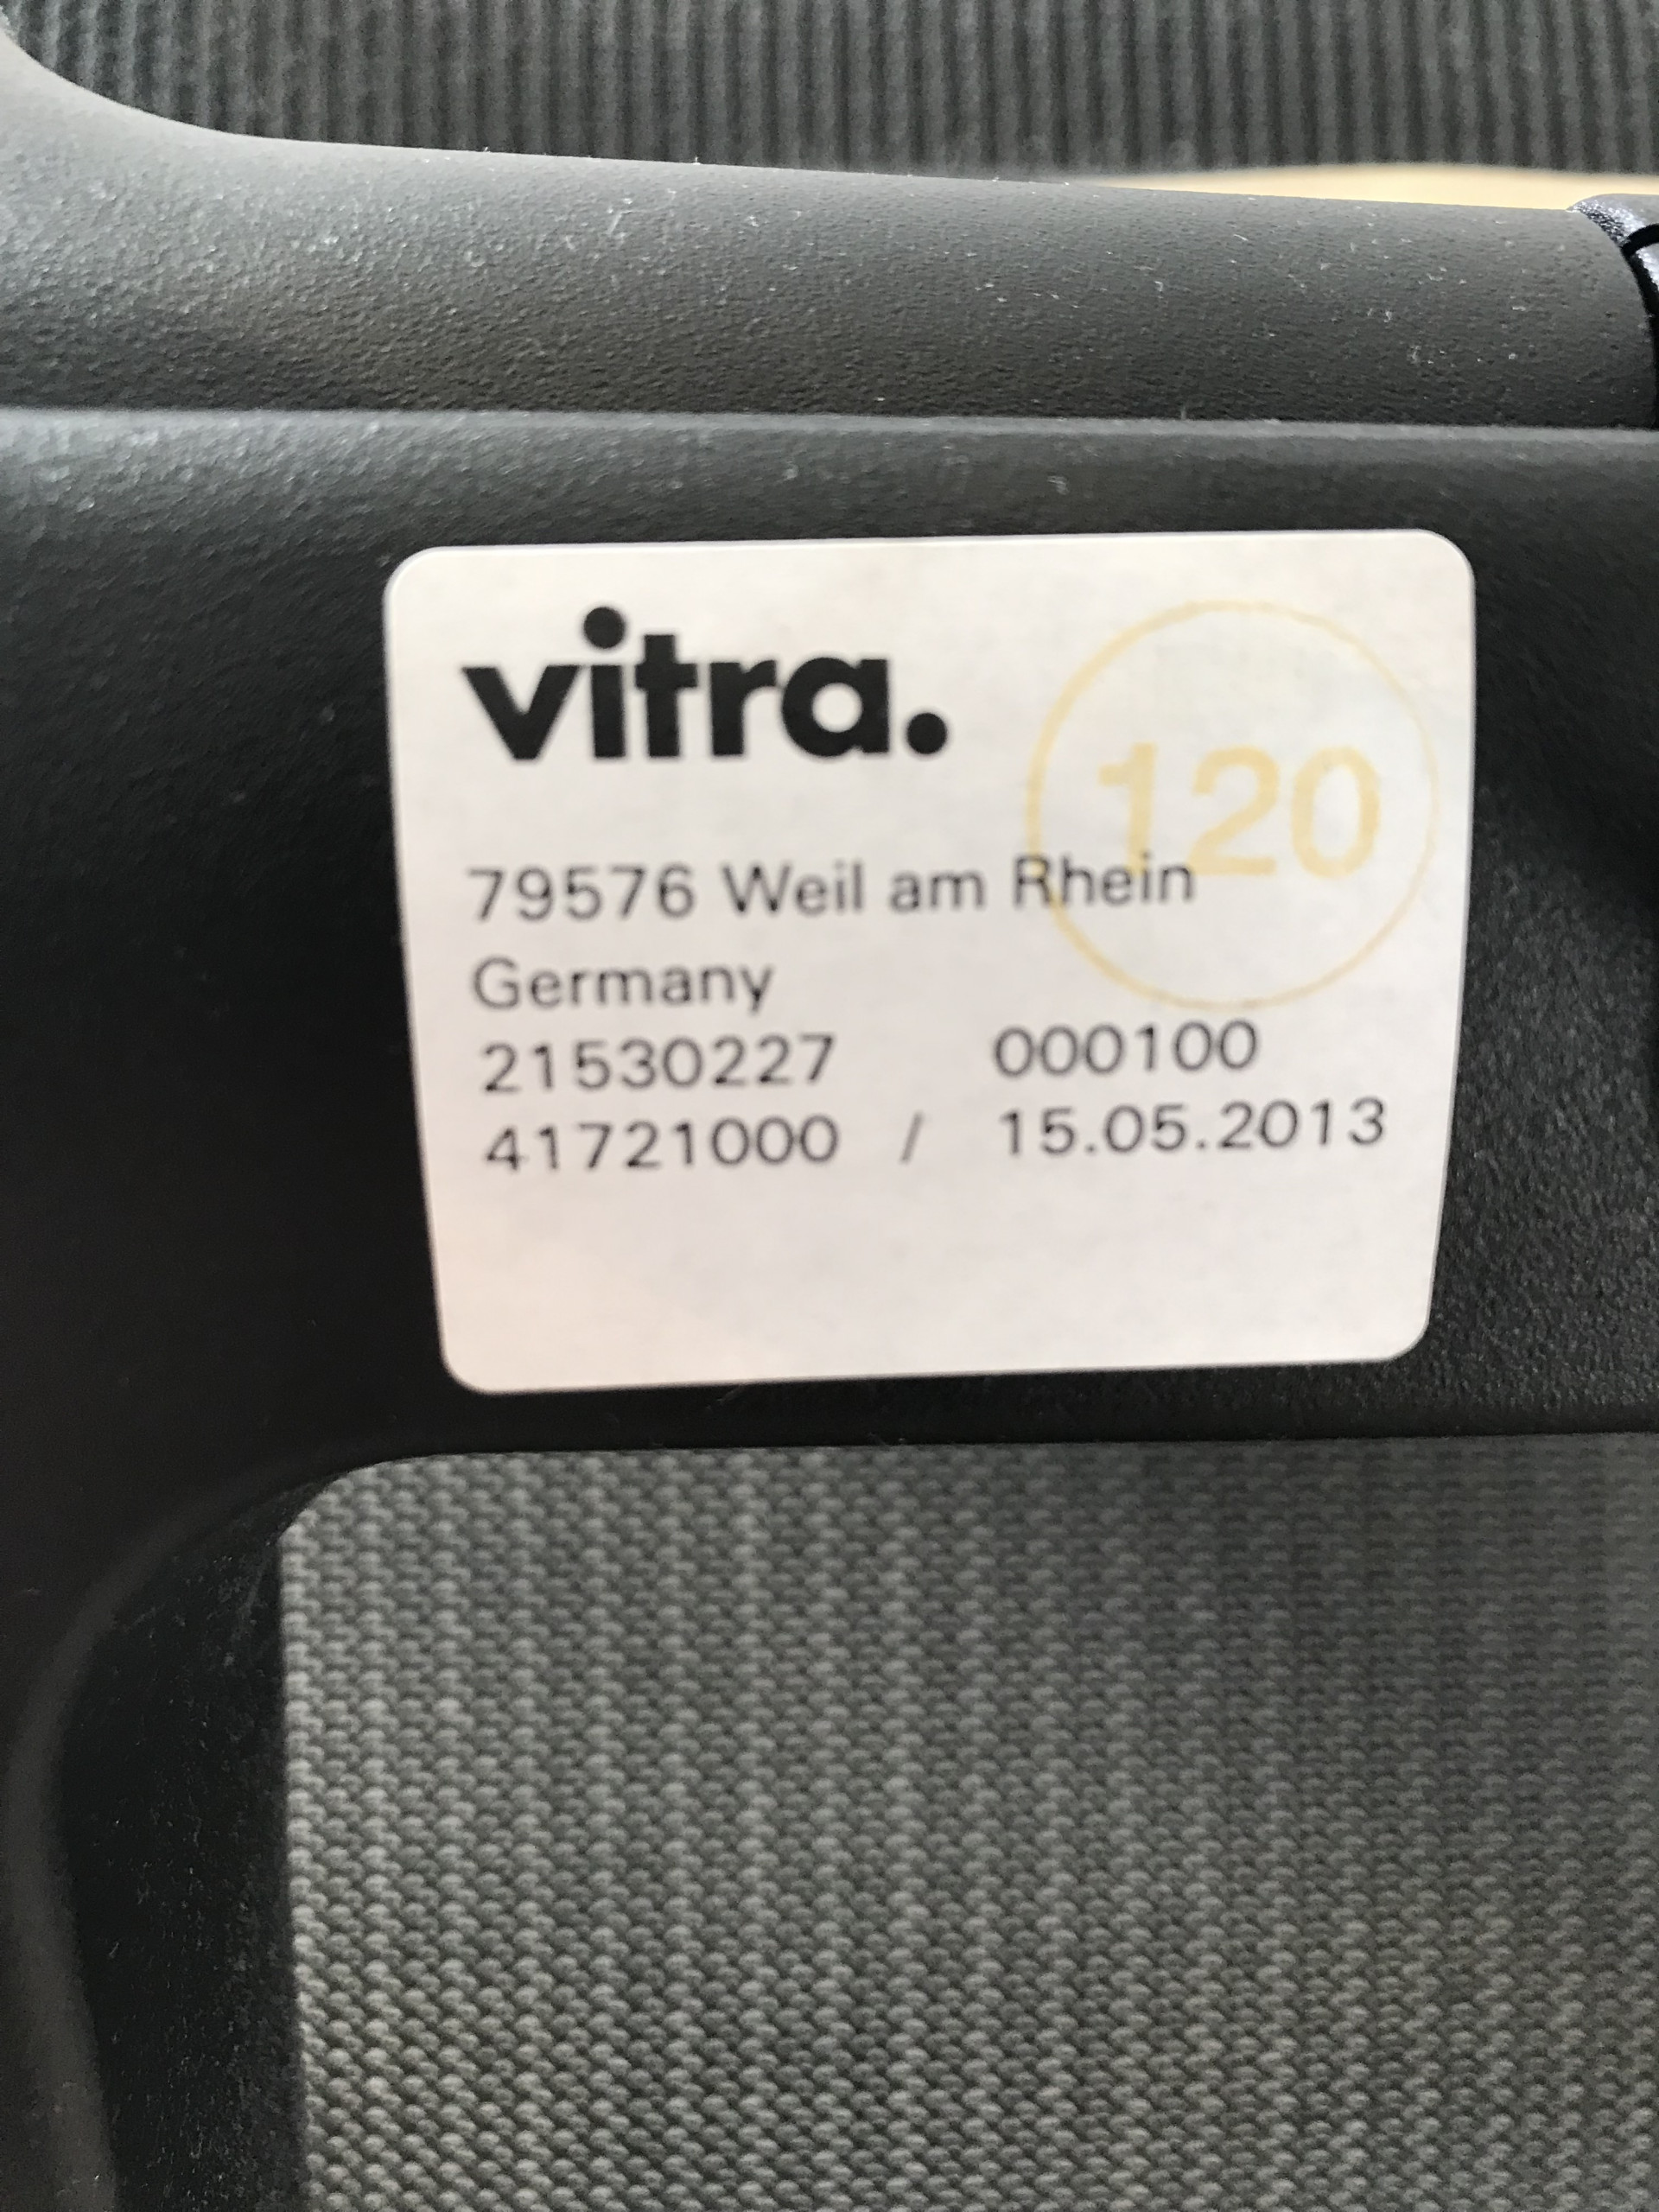 vitra.
120
79576 Weil am Rhein
Germany
21530227 000100
41721000 / 15.05.2013